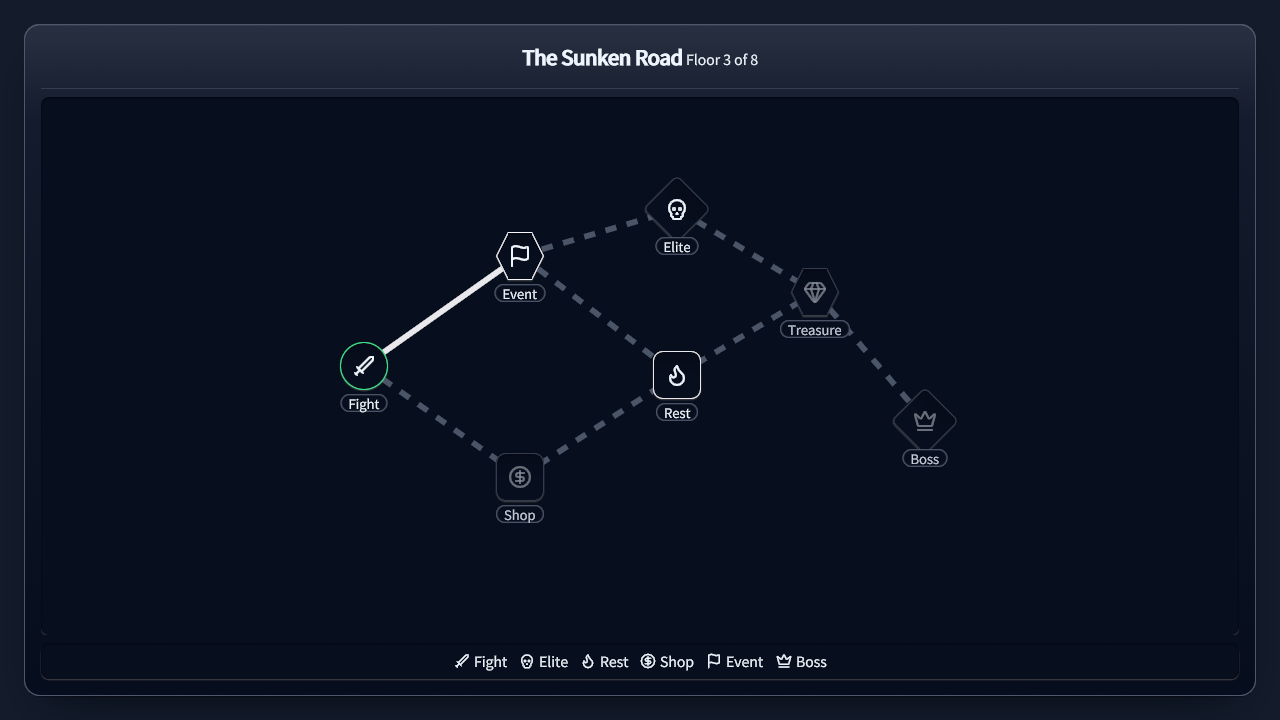 The Sunken Road Floor 3 of 8
Elite
Event
Treasure
Fight
Rest
Boss
Shop
Fight Elite Rest Shop Event Boss